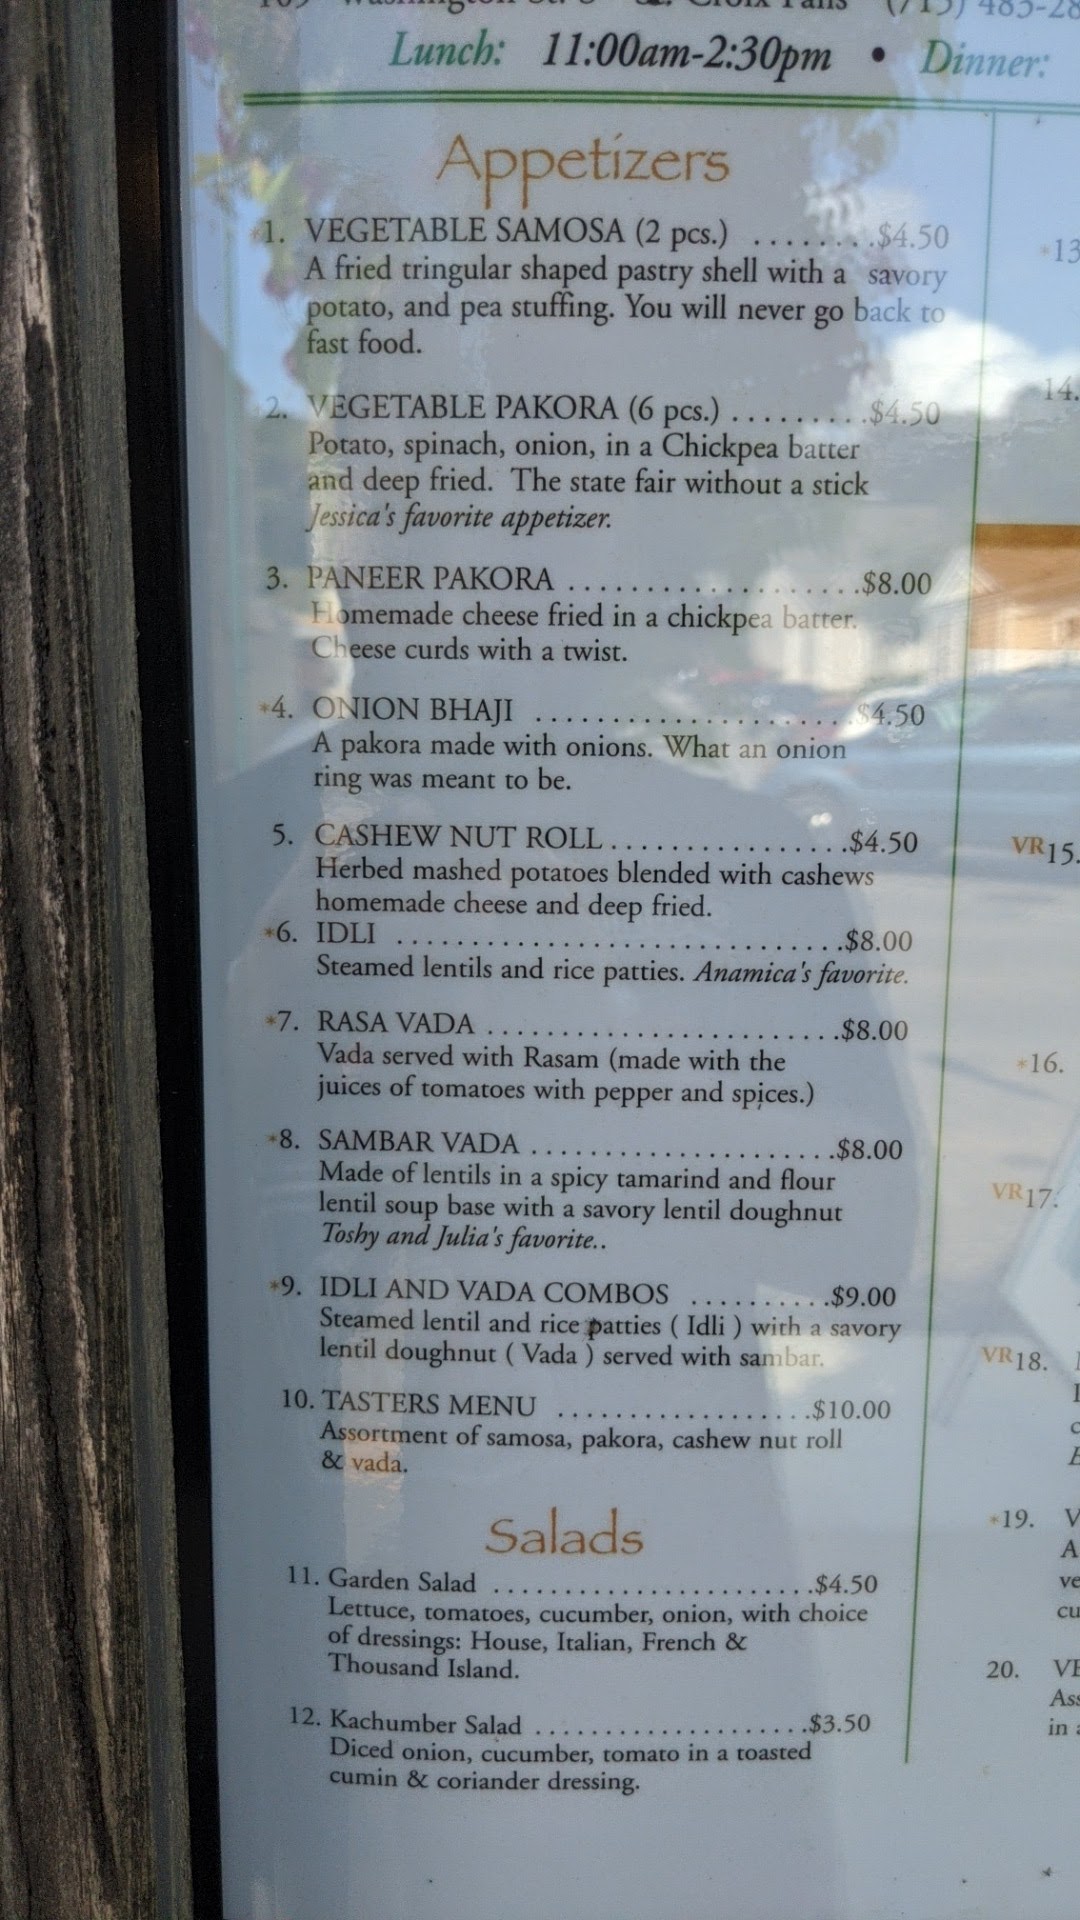 Washington St. S
Lunch: 11:00am-2:30pm • Dinner:
Appetizers
*1. VEGETABLE SAMOSA (2 pcs.) ........$4.50
A fried tringular shaped pastry shell with a savory
potato, and pea stuffing. You will never go back to
fast food.
2. VEGETABLE PAKORA (6 pcs.) .........$4.50
Potato, spinach, onion, in a Chickpea batter
and deep fried. The state fair without a stick
Jessica's favorite appetizer.
3. PANEER PAKORA ....................$8.00
Homemade cheese fried in a chickpea batter.
Cheese curds with a twist.
*4. ONION BHAJI .....................$4.50
A pakora made with onions. What an onion
ring was meant to be.
5. CASHEW NUT ROLL ................$4.50
Herbed mashed potatoes blended with cashews
homemade cheese and deep fried.
*6. IDLI ..............................$8.00
Steamed lentils and rice patties. Anamica's favorite.
*7. RASA VADA ........................$8.00
Vada served with Rasam (made with the
juices of tomatoes with pepper and spices.)
*8. SAMBAR VADA .....................$8.00
Made of lentils in a spicy tamarind and flour
lentil soup base with a savory lentil doughnut
Toshy and Julia's favorite..
*9. IDLI AND VADA COMBOS ..........$9.00
Steamed lentil and rice patties ( Idli ) with a savory
lentil doughnut ( Vada ) served with sambar.
10. TASTERS MENU ..................$10.00
Assortment of samosa, pakora, cashew nut roll
& vada.
Salads
11. Garden Salad ......................$4.50
Lettuce, tomatoes, cucumber, onion, with choice
of dressings: House, Italian, French &
Thousand Island.
12. Kachumber Salad ...................$3.50
Diced onion, cucumber, tomato in a toasted
cumin & coriander dressing.
*13
14.
VR15.
*16.
VR17.
VR18.
*19.
20.